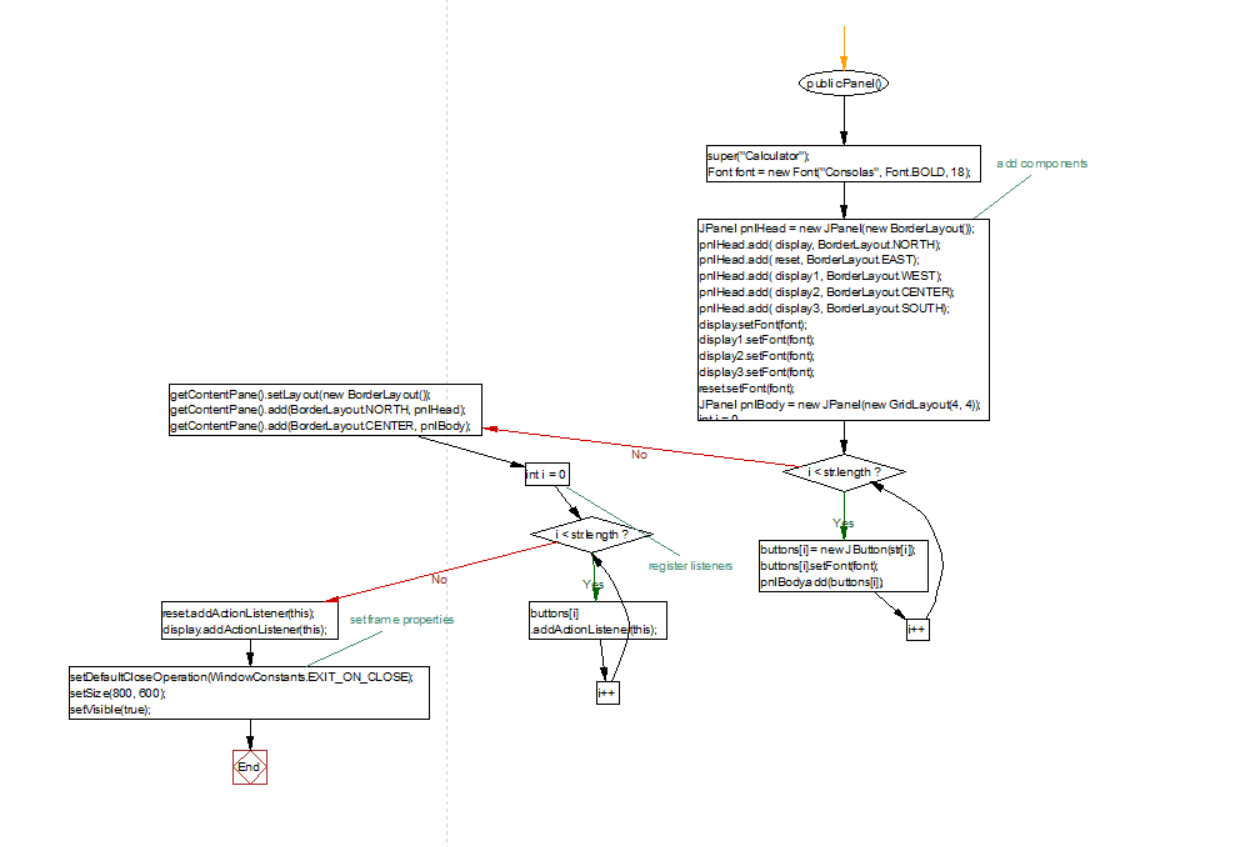 publicPanel()
super("Calculator");
Font font = new Font("Consolas", Font.BOLD, 18);
add components
JPanel pnlHead = new JPanel(new BorderLayout());
pnlHead.add( display, BorderLayout.NORTH);
pnlHead.add( reset, BorderLayout.EAST);
pnlHead.add( display1, BorderLayout.WEST);
pnlHead.add( display2, BorderLayout.CENTER);
pnlHead.add( display3, BorderLayout.SOUTH);
display.setFont(font);
display1.setFont(font);
display2.setFont(font);
display3.setFont(font);
reset.setFont(font);
JPanel pnlBody = new JPanel(new GridLayout(4, 4));
int i = 0
i < str.length ?
Yes
buttons[i] = new JButton(str[i]);
buttons[i].setFont(font);
pnlBody.add(buttons[i])
i++
No
getContentPane().setLayout(new BorderLayout());
getContentPane().add(BorderLayout.NORTH, pnlHead);
getContentPane().add(BorderLayout.CENTER, pnlBody);
int i = 0
register listeners
i < str.length ?
Yes
buttons[i]
.addActionListener(this);
i++
No
reset.addActionListener(this);
display.addActionListener(this);
set frame properties
setDefaultCloseOperation(WindowConstants.EXIT_ON_CLOSE);
setSize(800, 600);
setVisible(true);
End